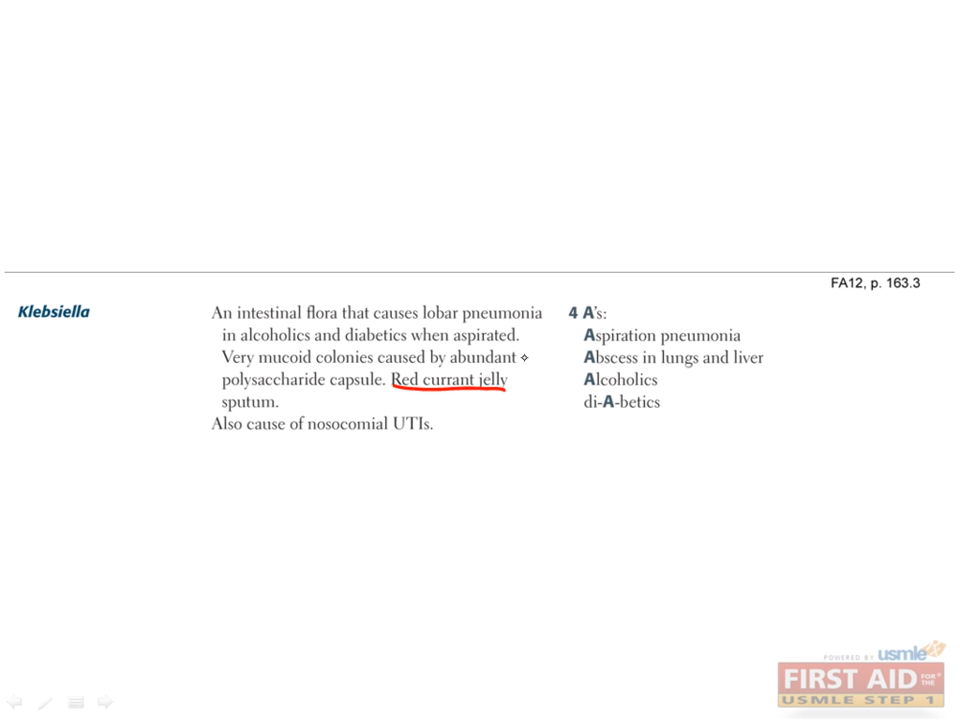 FA12, p. 163.3
Klebsiella
An intestinal flora that causes lobar pneumonia
in alcoholics and diabetics when aspirated.
Very mucoid colonies caused by abundant
polysaccharide capsule. Red currant jelly
sputum.
Also cause of nosocomial UTIs.
4 A's:
Aspiration pneumonia
Abscess in lungs and liver
Alcoholics
di-A-betics
POWERED BY usmle
FIRST AID FOR THE®
USMLE STEP 1